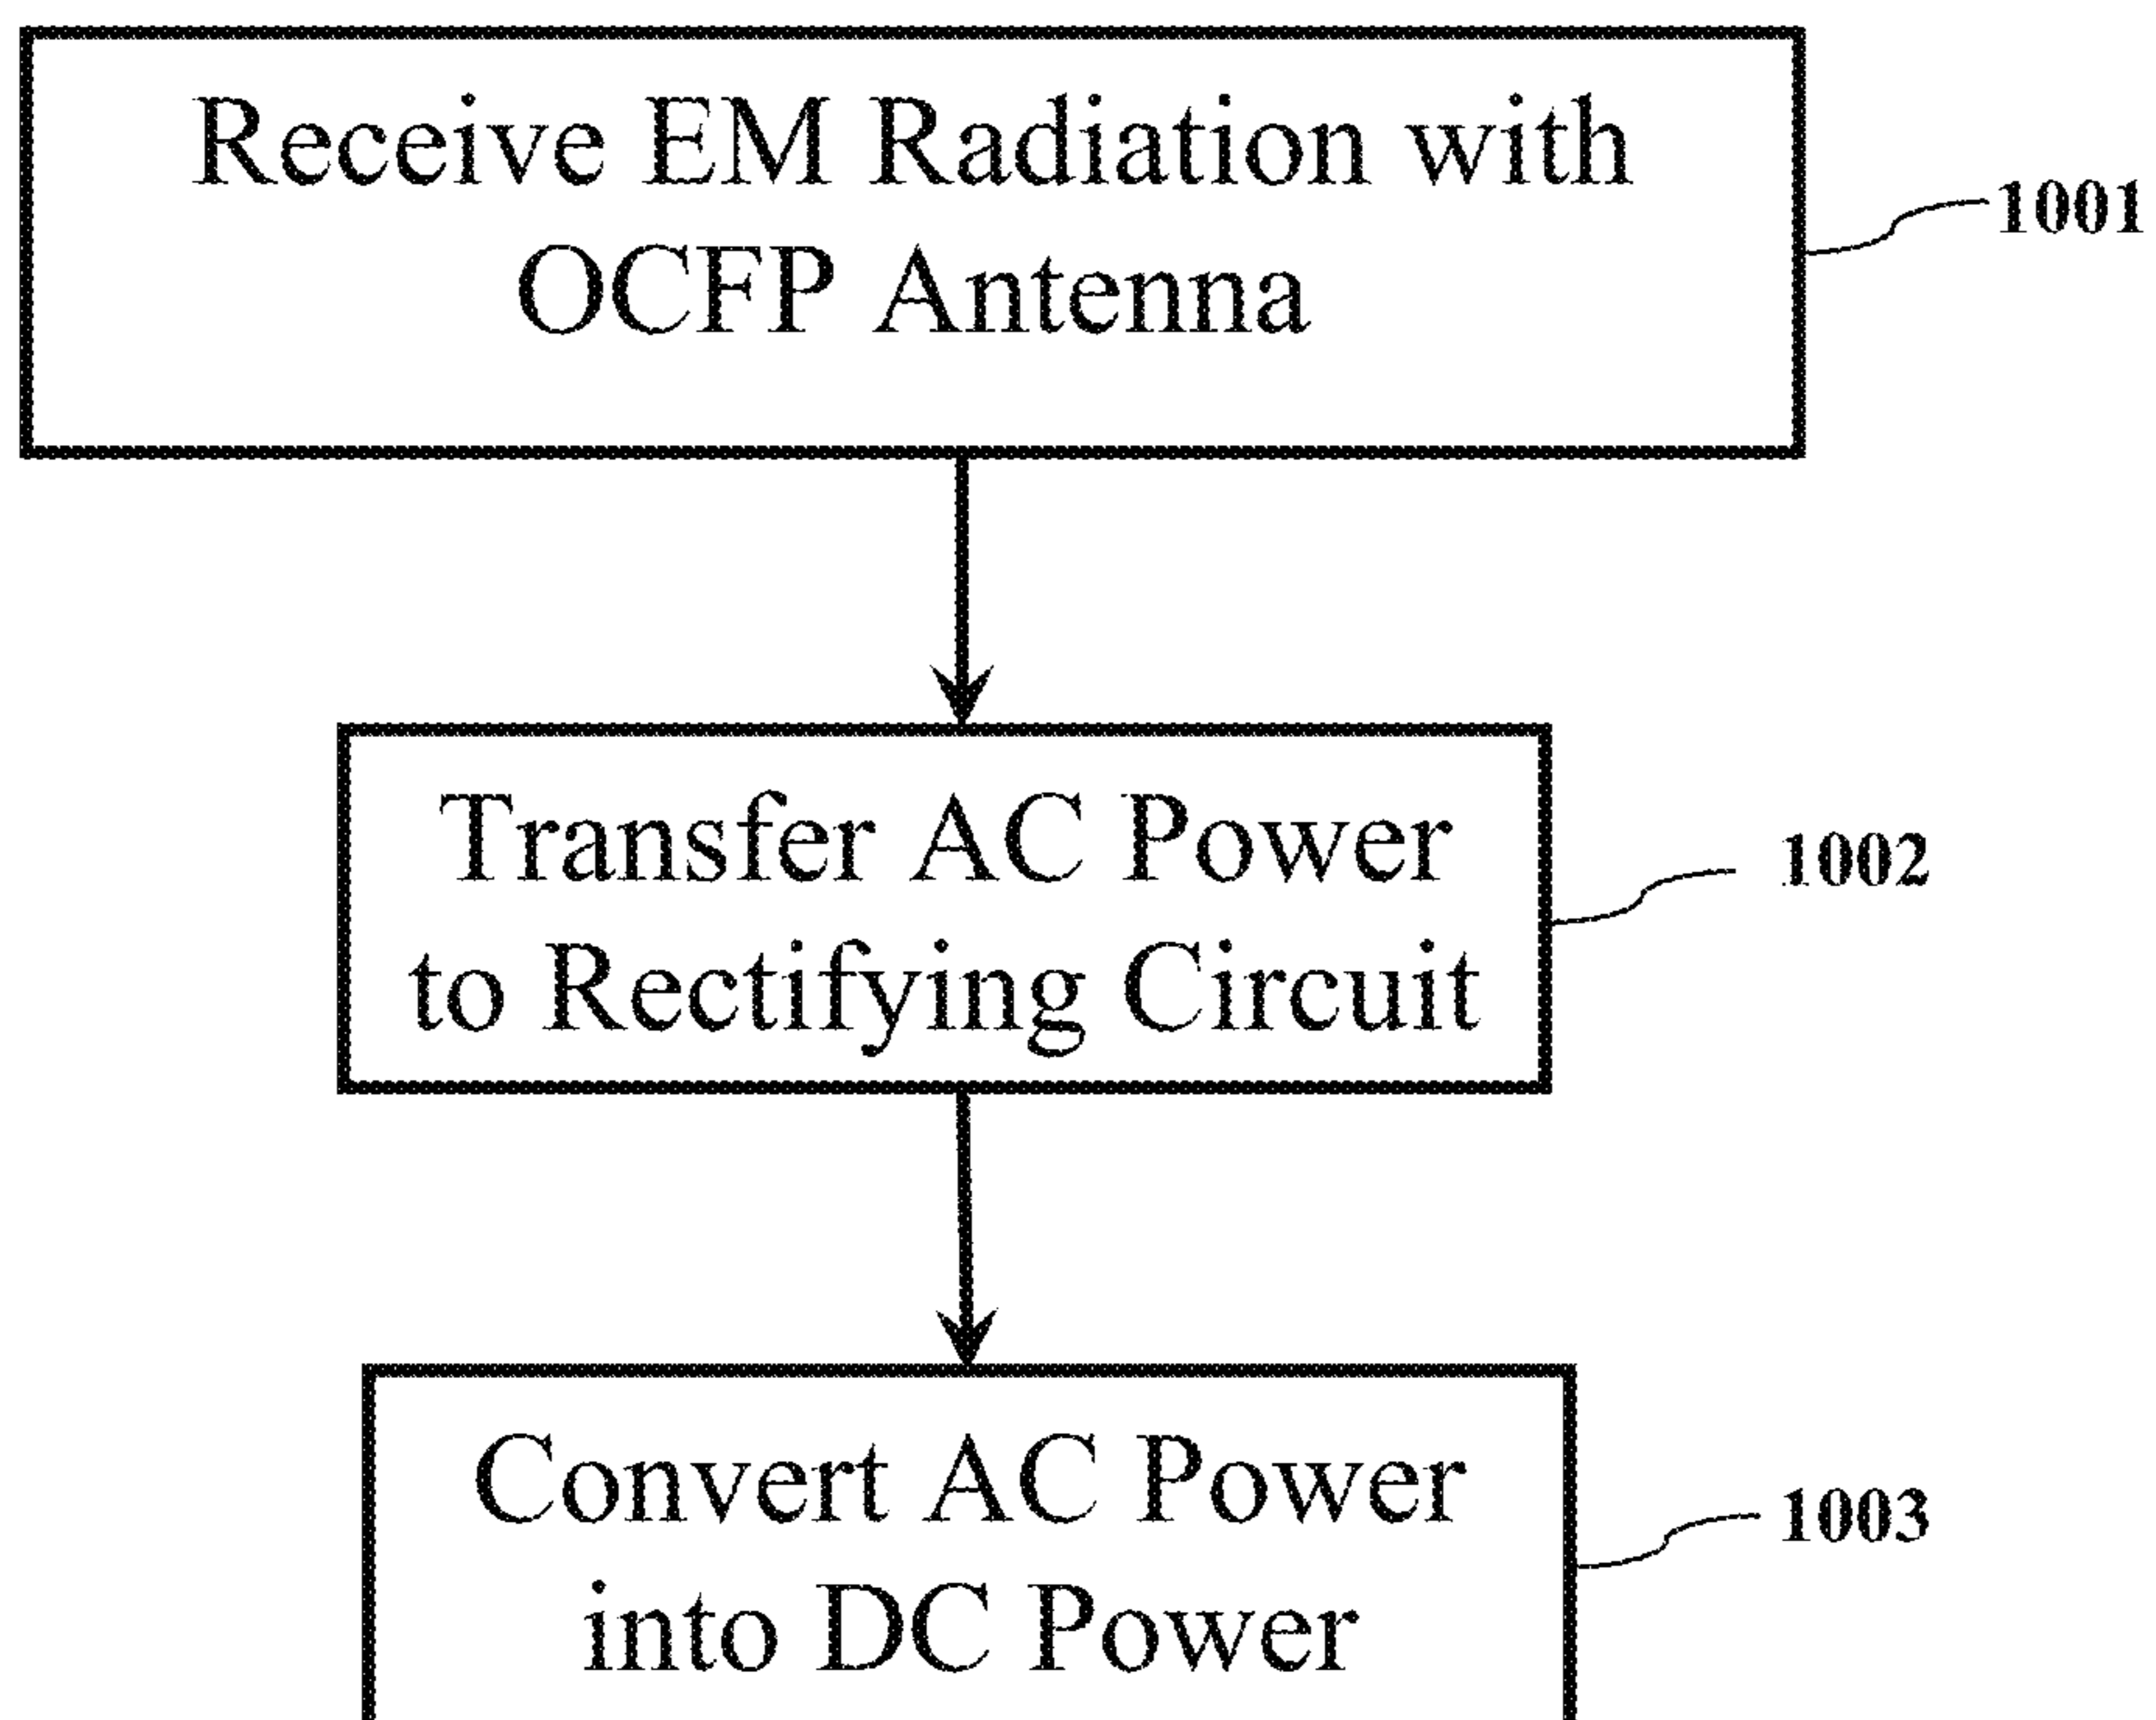 Receive EM Radiation with
OCFP Antenna
1001
Transfer AC Power
to Rectifying Circuit
1002
Convert AC Power
into DC Power
1003